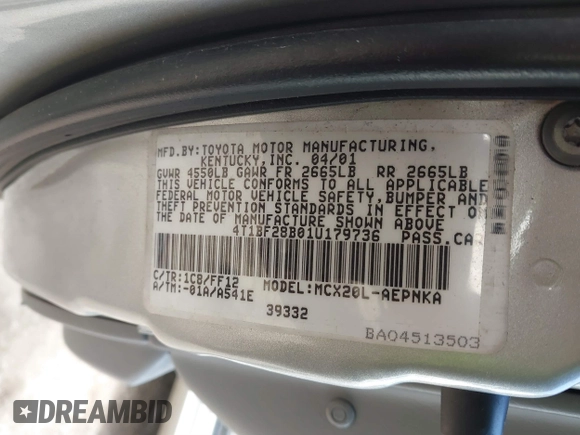 MFD.BY:TOYOTA MOTOR MANUFACTURING,
KENTUCKY,INC. 04/01
GVWR 4550LB GAWR FR 2665LB RR 2665LB
THIS VEHICLE CONFORMS TO ALL APPLICABLE
FEDERAL MOTOR VEHICLE SAFETY,BUMPER AND
THEFT PREVENTION STANDARDS IN EFFECT ON
THE DATE OF MANUFACTURE SHOWN ABOVE
4T1BF28B01U179736 PASS.CAR
C/TR:1C8/FF12
A/TM:-01A/A541E
MODEL:MCX20L-AEPNKA
39332
BAO4513503
DREAMBID